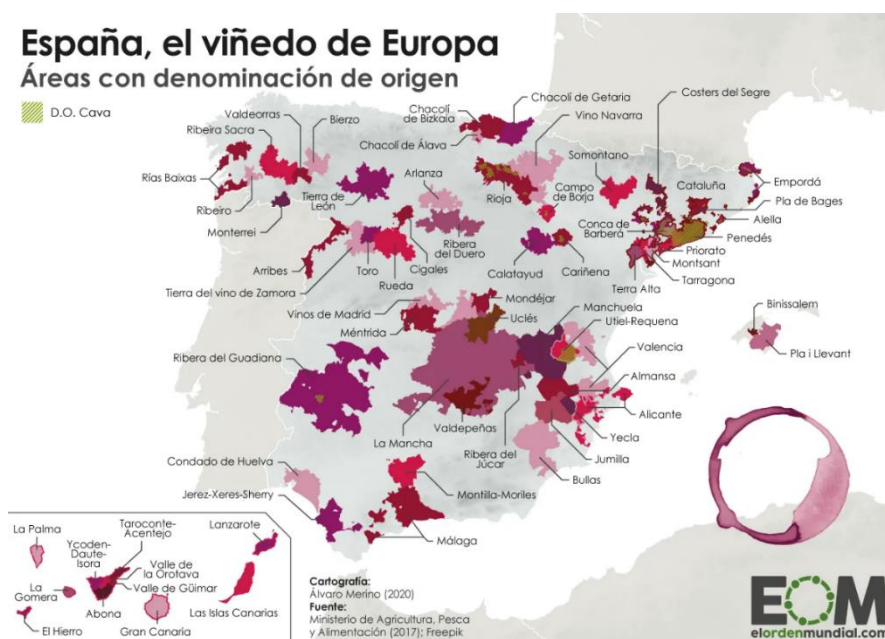 España, el viñedo de Europa
Áreas con denominación de origen
D.O. Cava
Valdeorras
Bierzo
Ribeira Sacra
Rías Baixas
Ribeiro
Monterrei
Tierra de
León
Arribes
Tierra del vino de Zamora
Toro
Rueda
Cigales
Arlanza
Ribera
del Duero
Chacolí
de Bizkaia
Chacolí de Getaria
Chacolí de Álava
Vino Navarra
Rioja
Campo
de Borja
Somontano
Calatayud
Cariñena
Costers del Segre
Cataluña
Empordá
Pla de Bages
Alella
Conca de
Barberá
Penedés
Priorato
Montsant
Tarragona
Terra Alta
Vinos de Madrid
Mondéjar
Méntrida
Uclés
Manchuela
Utiel-Requena
Valencia
Almansa
Alicante
Yecla
Jumilla
Bullas
Ribera del
Júcar
Valdepeñas
La Mancha
Ribera del Guadiana
Binissalem
Pla i Llevant
Condado de Huelva
Jerez-Xeres-Sherry
Montilla-Moriles
Málaga
La Palma
Ycoden-
Daute-
Isora
Taroconte-
Acentejo
Valle de
la Orotava
Valle de Güímar
Abona
La
Gomera
El Hierro
Gran Canaria
Lanzarote
Las Islas Canarias
Cartografía:
Álvaro Merino (2020)
Fuente:
Ministerio de Agricultura, Pesca
y Alimentación (2017); Freepik
EOM
elordenmundial.com